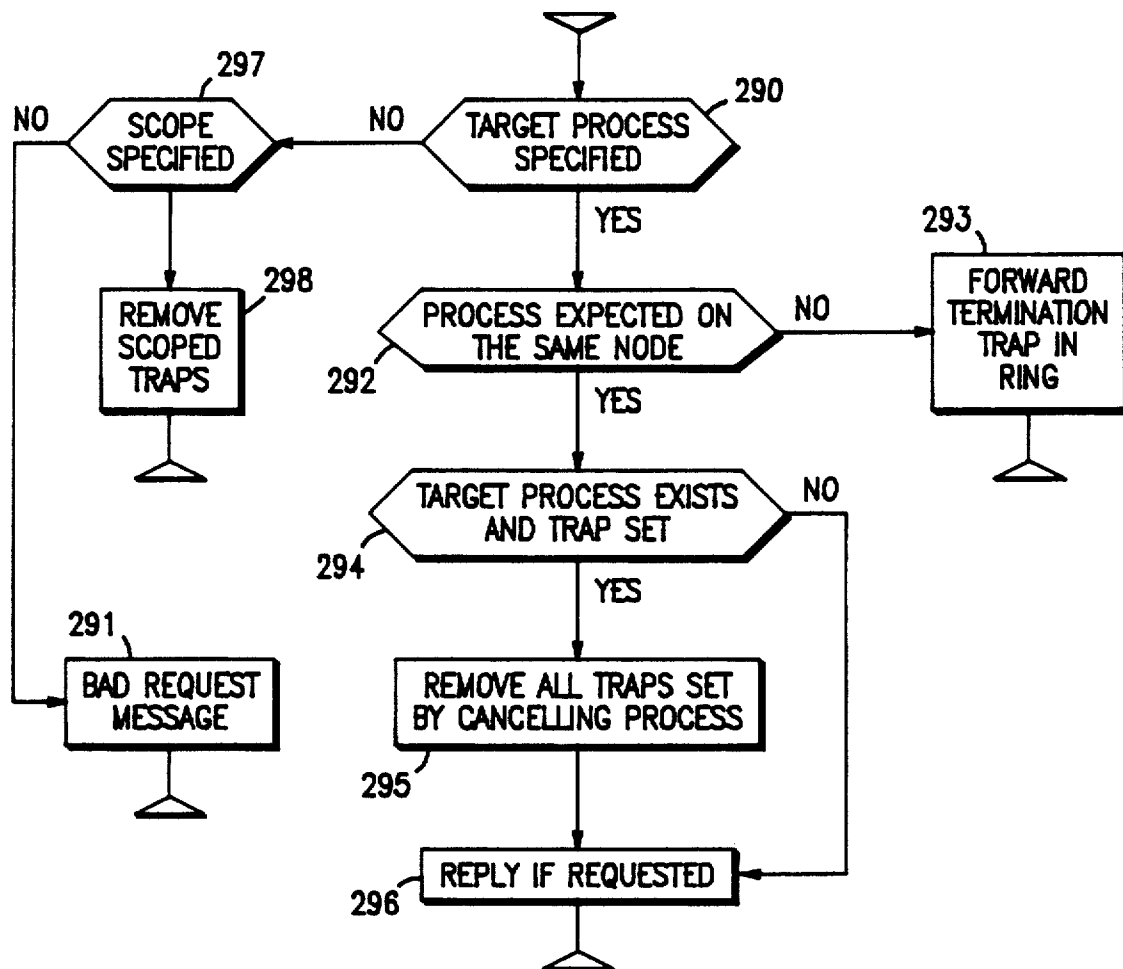 297
290
NO
SCOPE
SPECIFIED
NO
TARGET PROCESS
SPECIFIED
YES
293
298
REMOVE
SCOPED
TRAPS
PROCESS EXPECTED ON
THE SAME NODE
NO
292
FORWARD
TERMINATION
TRAP IN
RING
YES
TARGET PROCESS EXISTS
AND TRAP SET
NO
294
YES
291
BAD REQUEST
MESSAGE
REMOVE ALL TRAPS SET
BY CANCELLING PROCESS
295
REPLY IF REQUESTED
296